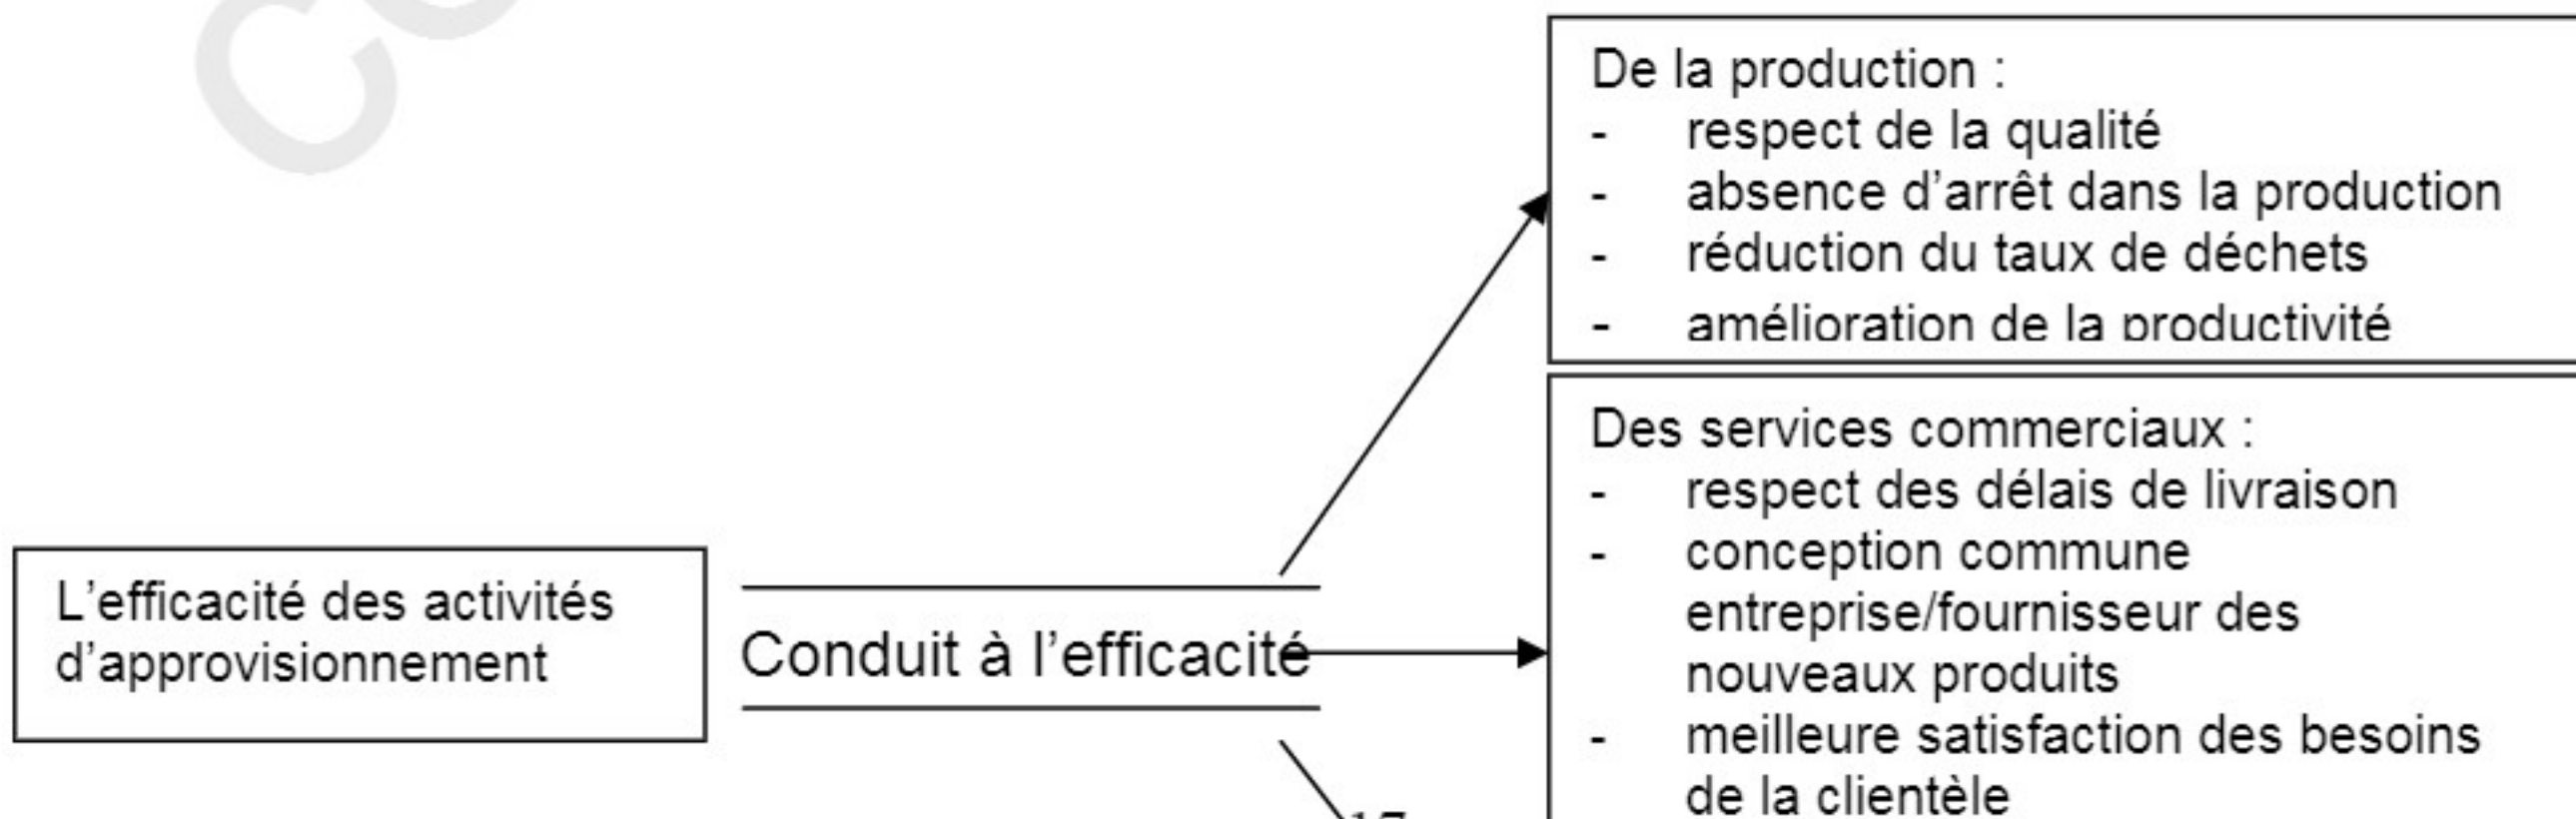 De la production :
- respect de la qualité
- absence d’arrêt dans la production
- réduction du taux de déchets
- amélioration de la productivité
Des services commerciaux :
- respect des délais de livraison
- conception commune
entreprise/fournisseur des
nouveaux produits
- meilleure satisfaction des besoins
de la clientèle
L’efficacité des activités
d’approvisionnement
Conduit à l’efficacité